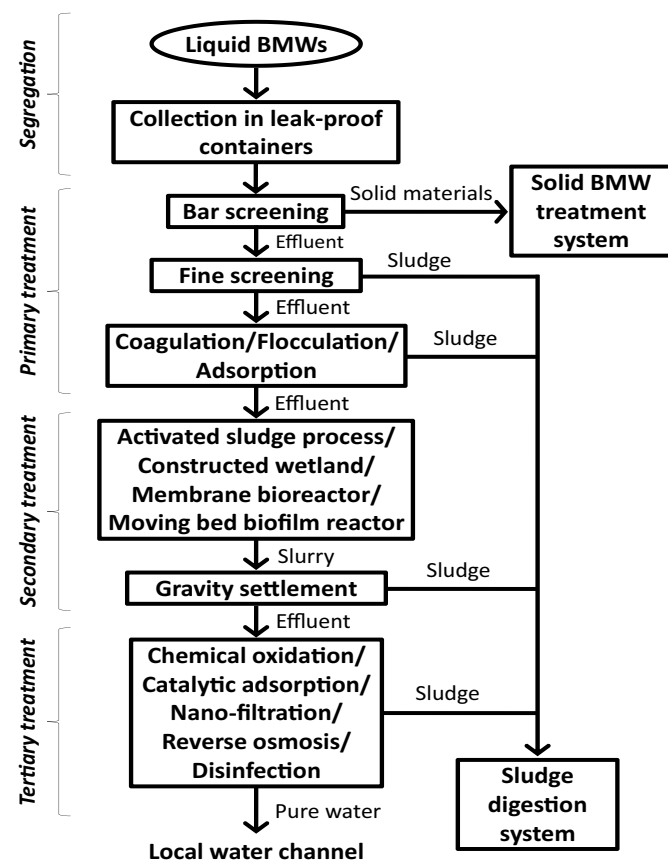 Segregation
Liquid BMWs
Collection in leak-proof
containers
Primary treatment
Bar screening
Solid materials
Solid BMW
treatment
system
Effluent
Fine screening
Sludge
Effluent
Coagulation/Flocculation/
Adsorption
Sludge
Effluent
Secondary treatment
Activated sludge process/
Constructed wetland/
Membrane bioreactor/
Moving bed biofilm reactor
Slurry
Gravity settlement
Sludge
Effluent
Tertiary treatment
Chemical oxidation/
Catalytic adsorption/
Nano-filtration/
Reverse osmosis/
Disinfection
Sludge
Sludge
digestion
system
Pure water
Local water channel